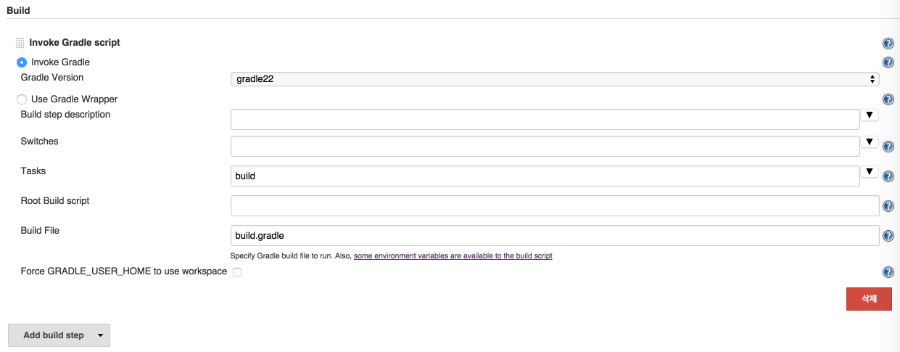 Build
Invoke Gradle script
Invoke Gradle
Gradle Version
gradle22
Use Gradle Wrapper
Build step description
Switches
Tasks
build
Root Build script
Build File
build.gradle
Specify Gradle build file to run. Also, some environment variables are available to the build script
Force GRADLE_USER_HOME to use workspace
삭제
Add build step